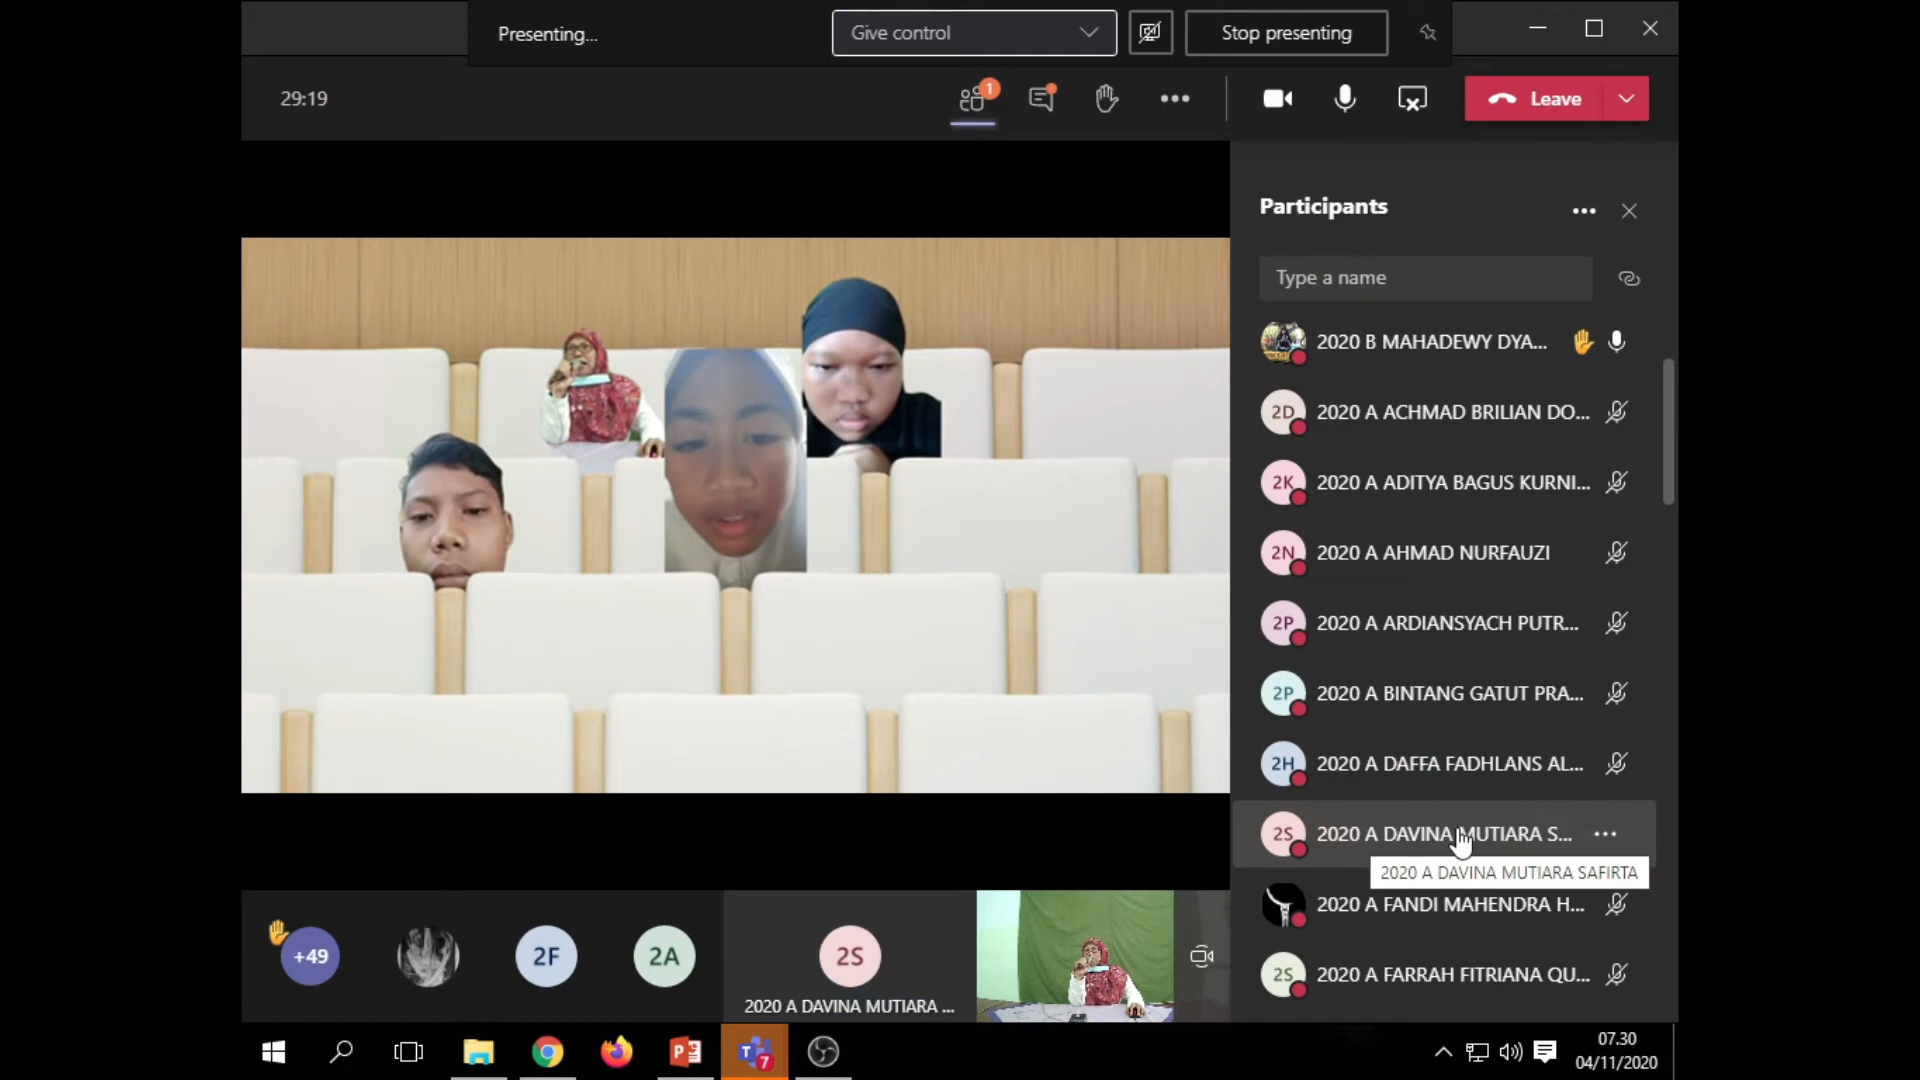 Presenting...
Give control
Stop presenting
29:19
1
Leave
Participants
Type a name
2020 B MAHADEWY DYA...
2D 2020 A ACHMAD BRILIAN DO...
2K 2020 A ADITYA BAGUS KURNI...
2N 2020 A AHMAD NURFAUZI
2P 2020 A ARDIANSYACH PUTR...
2P 2020 A BINTANG GATUT PRA...
2H 2020 A DAFFA FADHLANS AL...
2S 2020 A DAVINA MUTIARA S...
2020 A DAVINA MUTIARA SAFIRTA
2020 A FANDI MAHENDRA H...
2S 2020 A FARRAH FITRIANA QU...
+49
2F
2A
2S
2020 A DAVINA MUTIARA ...
P
T
7
07.30
04/11/2020